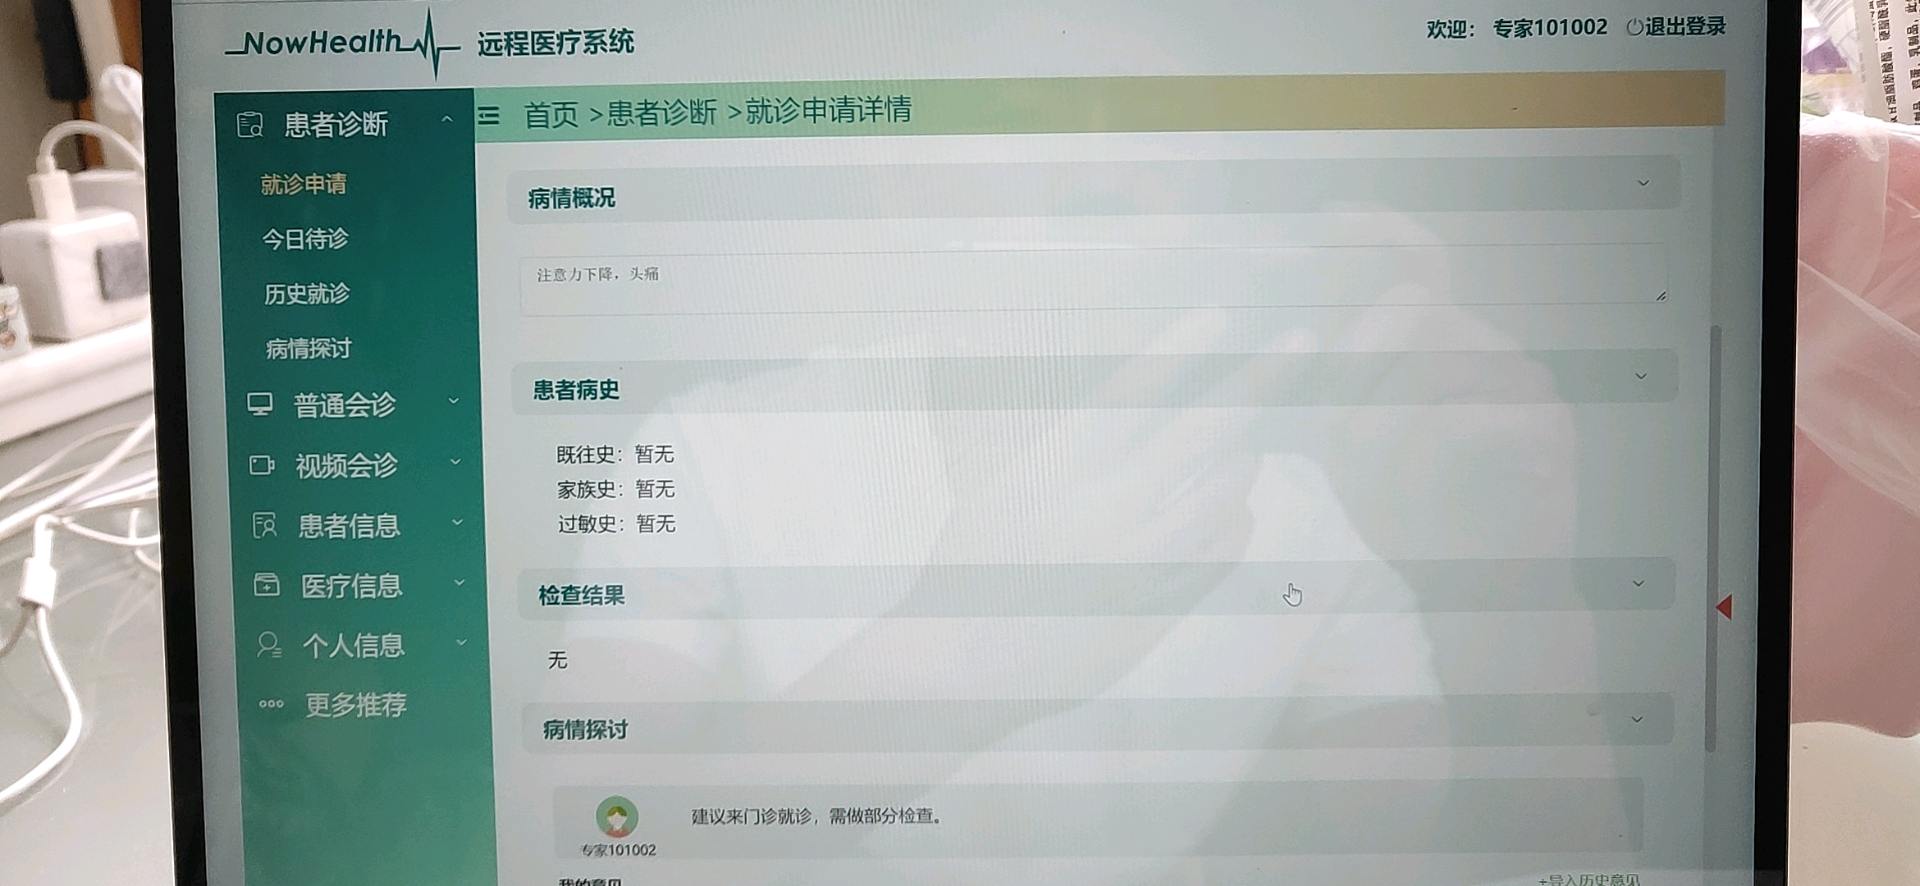 NowHealth 远程医疗系统
欢迎： 专家101002 退出登录
首页 >患者诊断 >就诊申请详情
患者诊断
就诊申请
今日待诊
历史就诊
病情探讨
普通会诊
视频会诊
患者信息
医疗信息
个人信息
更多推荐
病情概况
注意力下降，头痛
患者病史
既往史：暂无
家族史：暂无
过敏史：暂无
检查结果
无
病情探讨
建议来门诊就诊，需做部分检查。
专家101002
我的意见
+导入历史意见